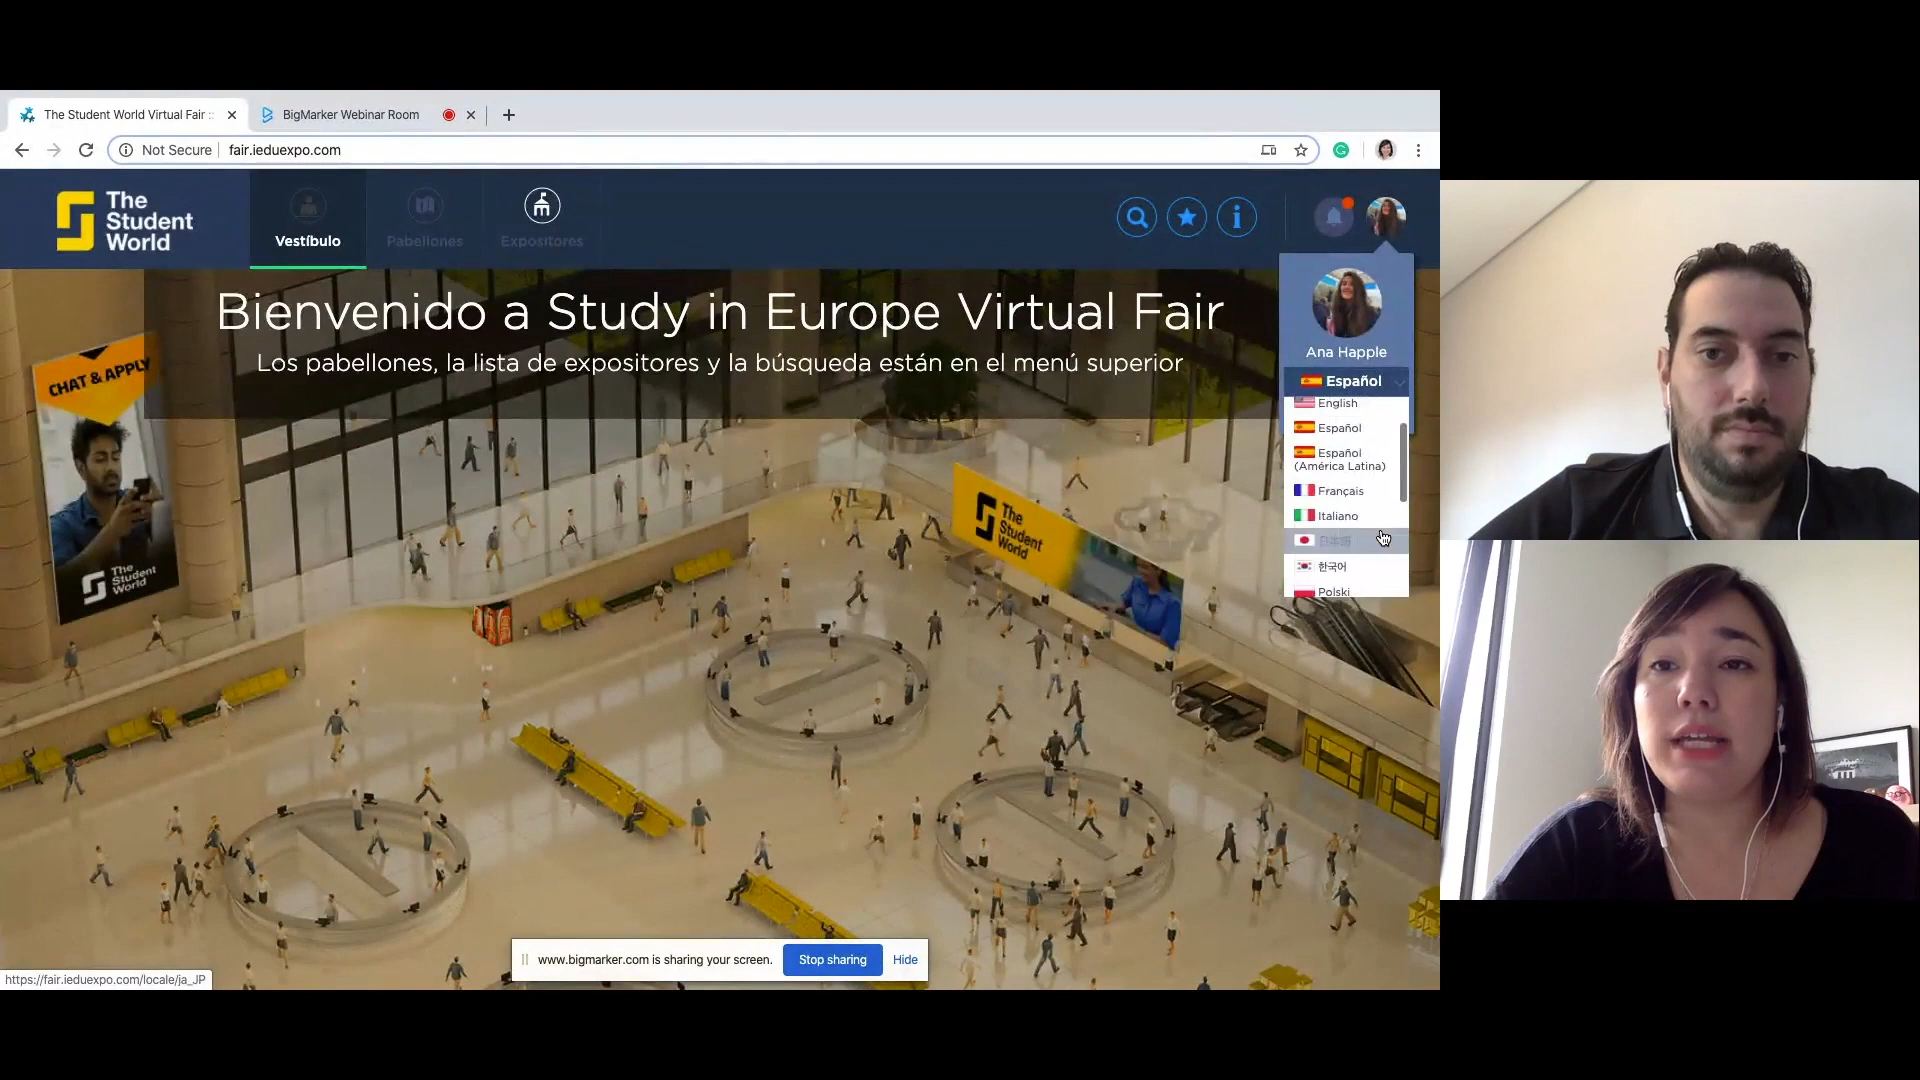 The Student World Virtual Fair ::
BigMarker Webinar Room
Not Secure
fair.ieduexpo.com
The
Student
World
Vestíbulo
Pabellones
Expositores
Bienvenido a Study in Europe Virtual Fair
Los pabellones, la lista de expositores y la búsqueda están en el menú superior
Ana Happle
Español
English
Español
Español
(América Latina)
Français
Italiano
日本語
한국어
Polski
CHAT & APPLY
The
Student
World
The
Student
World
www.bigmarker.com is sharing your screen.
Stop sharing
Hide
https://fair.ieduexpo.com/locale/ja_JP